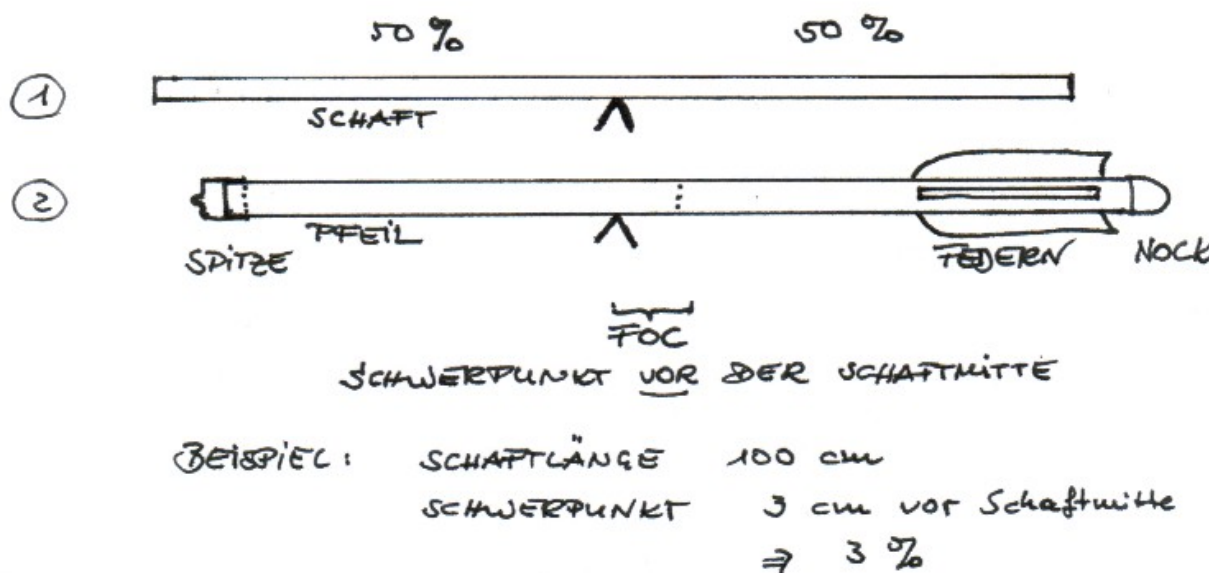 50 % 50 %
1
SCHAFT
2
PFEIL
SPITZE FEDERN NOCK
FOC
SCHWERPUNKT VOR DER SCHAFTMITTE
BEISPIEL: SCHAFTLÄNGE 100 cm
SCHWERPUNKT 3 cm vor Schaftmitte
⇒ 3 %